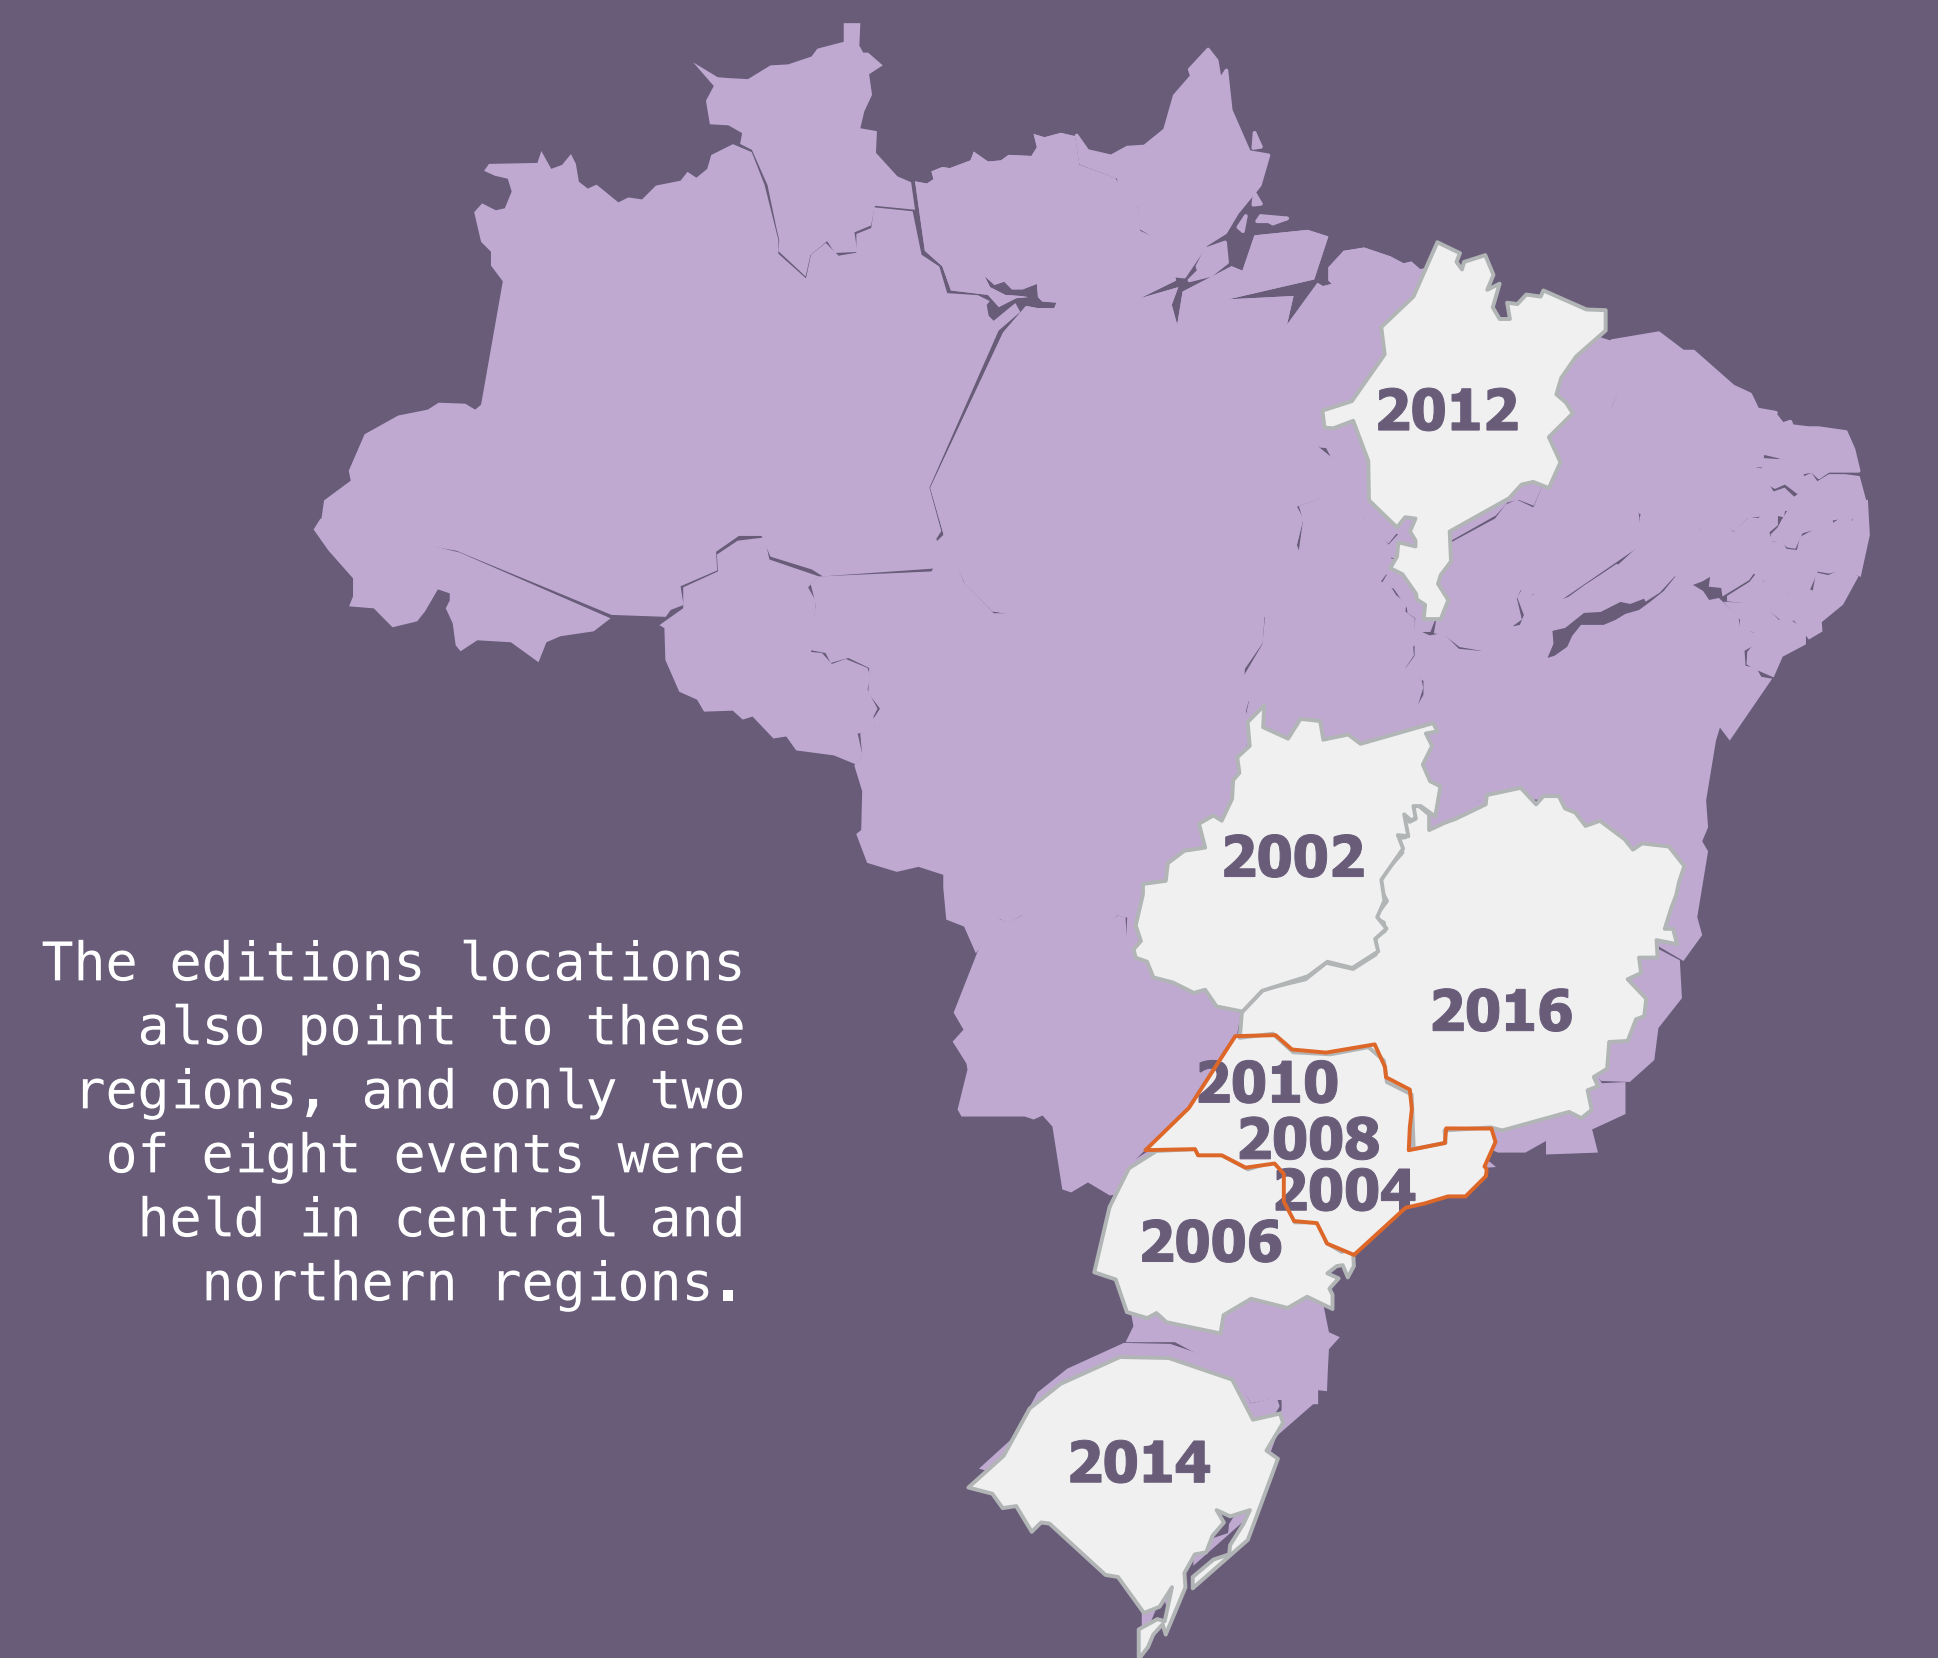 2012
2002
The editions locations
also point to these
regions, and only two
of eight events were
held in central and
northern regions.
2016
2010
2008
2004
2006
2014